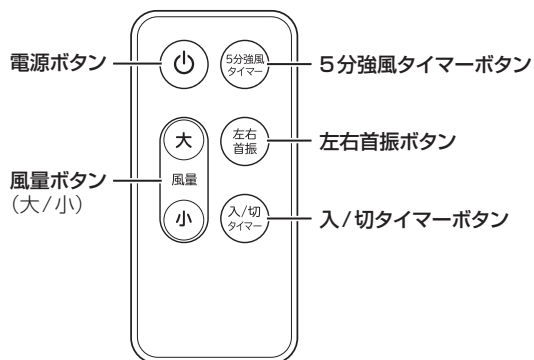 電源ボタン
5分強風
タイマー
5分強風タイマーボタン
大
左右
首振
左右首振ボタン
風量ボタン
(大/小)
風量
小
入/切
タイマー
入/切タイマーボタン